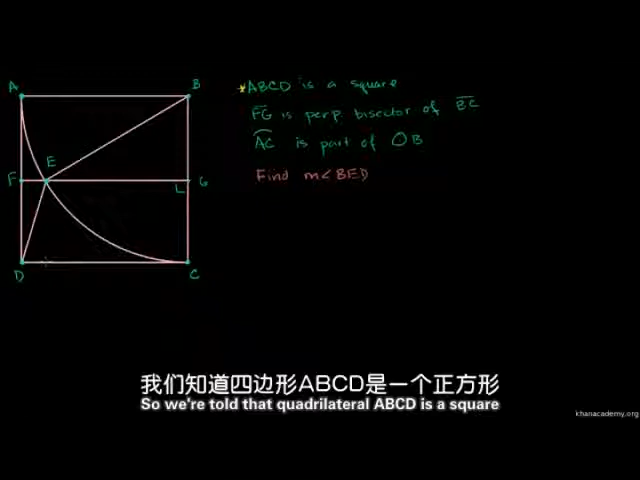 A
B
*ABCD is a square
FG is perp. bisector of BC
AC is part of ⊙B
E
F
L
G
Find m∠BED
D
C
我们知道四边形ABCD是一个正方形
So we're told that quadrilateral ABCD is a square
khanacademy.org